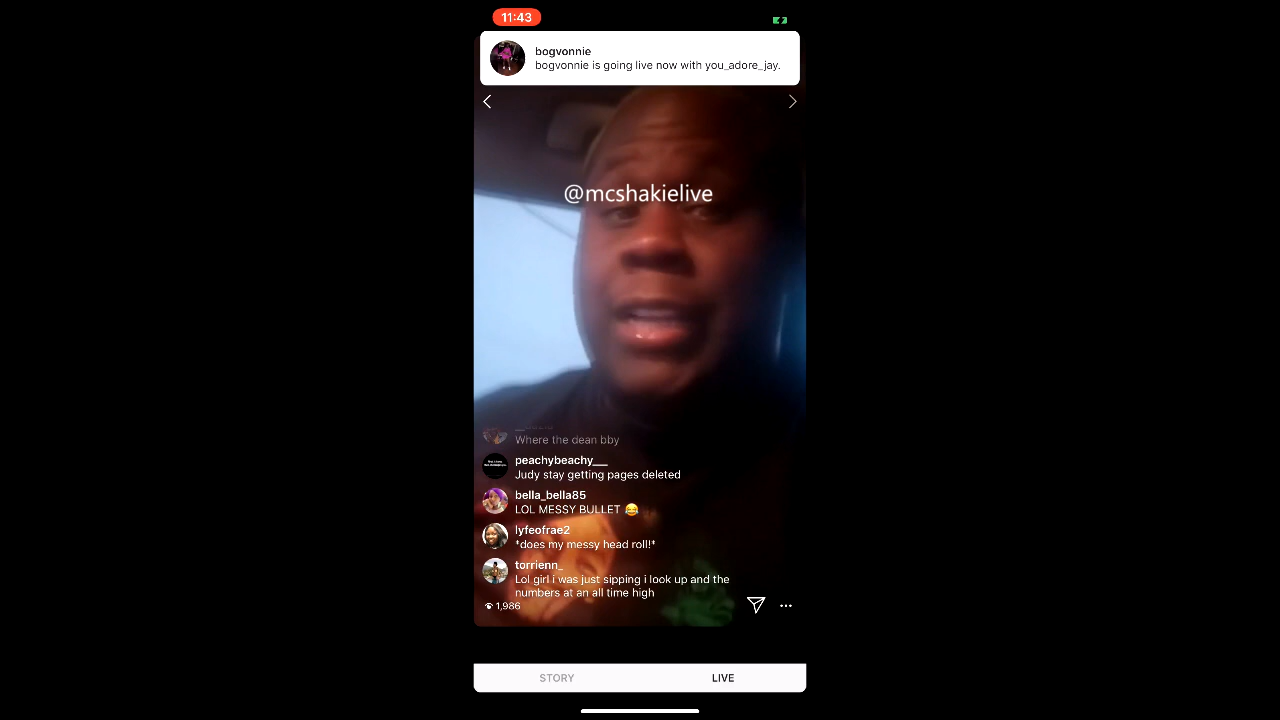 11:43
bogvonnie
bogvonnie is going live now with you_adore_jay.
@mcshakielive
Where the dean bby
peachybeachy___
Judy stay getting pages deleted
bella_bella85
LOL MESSY BULLET 😂
lyfeofrae2
*does my messy head roll!*
torrienn_
Lol girl i was just sipping i look up and the
numbers at an all time high
1,986
STORY
LIVE